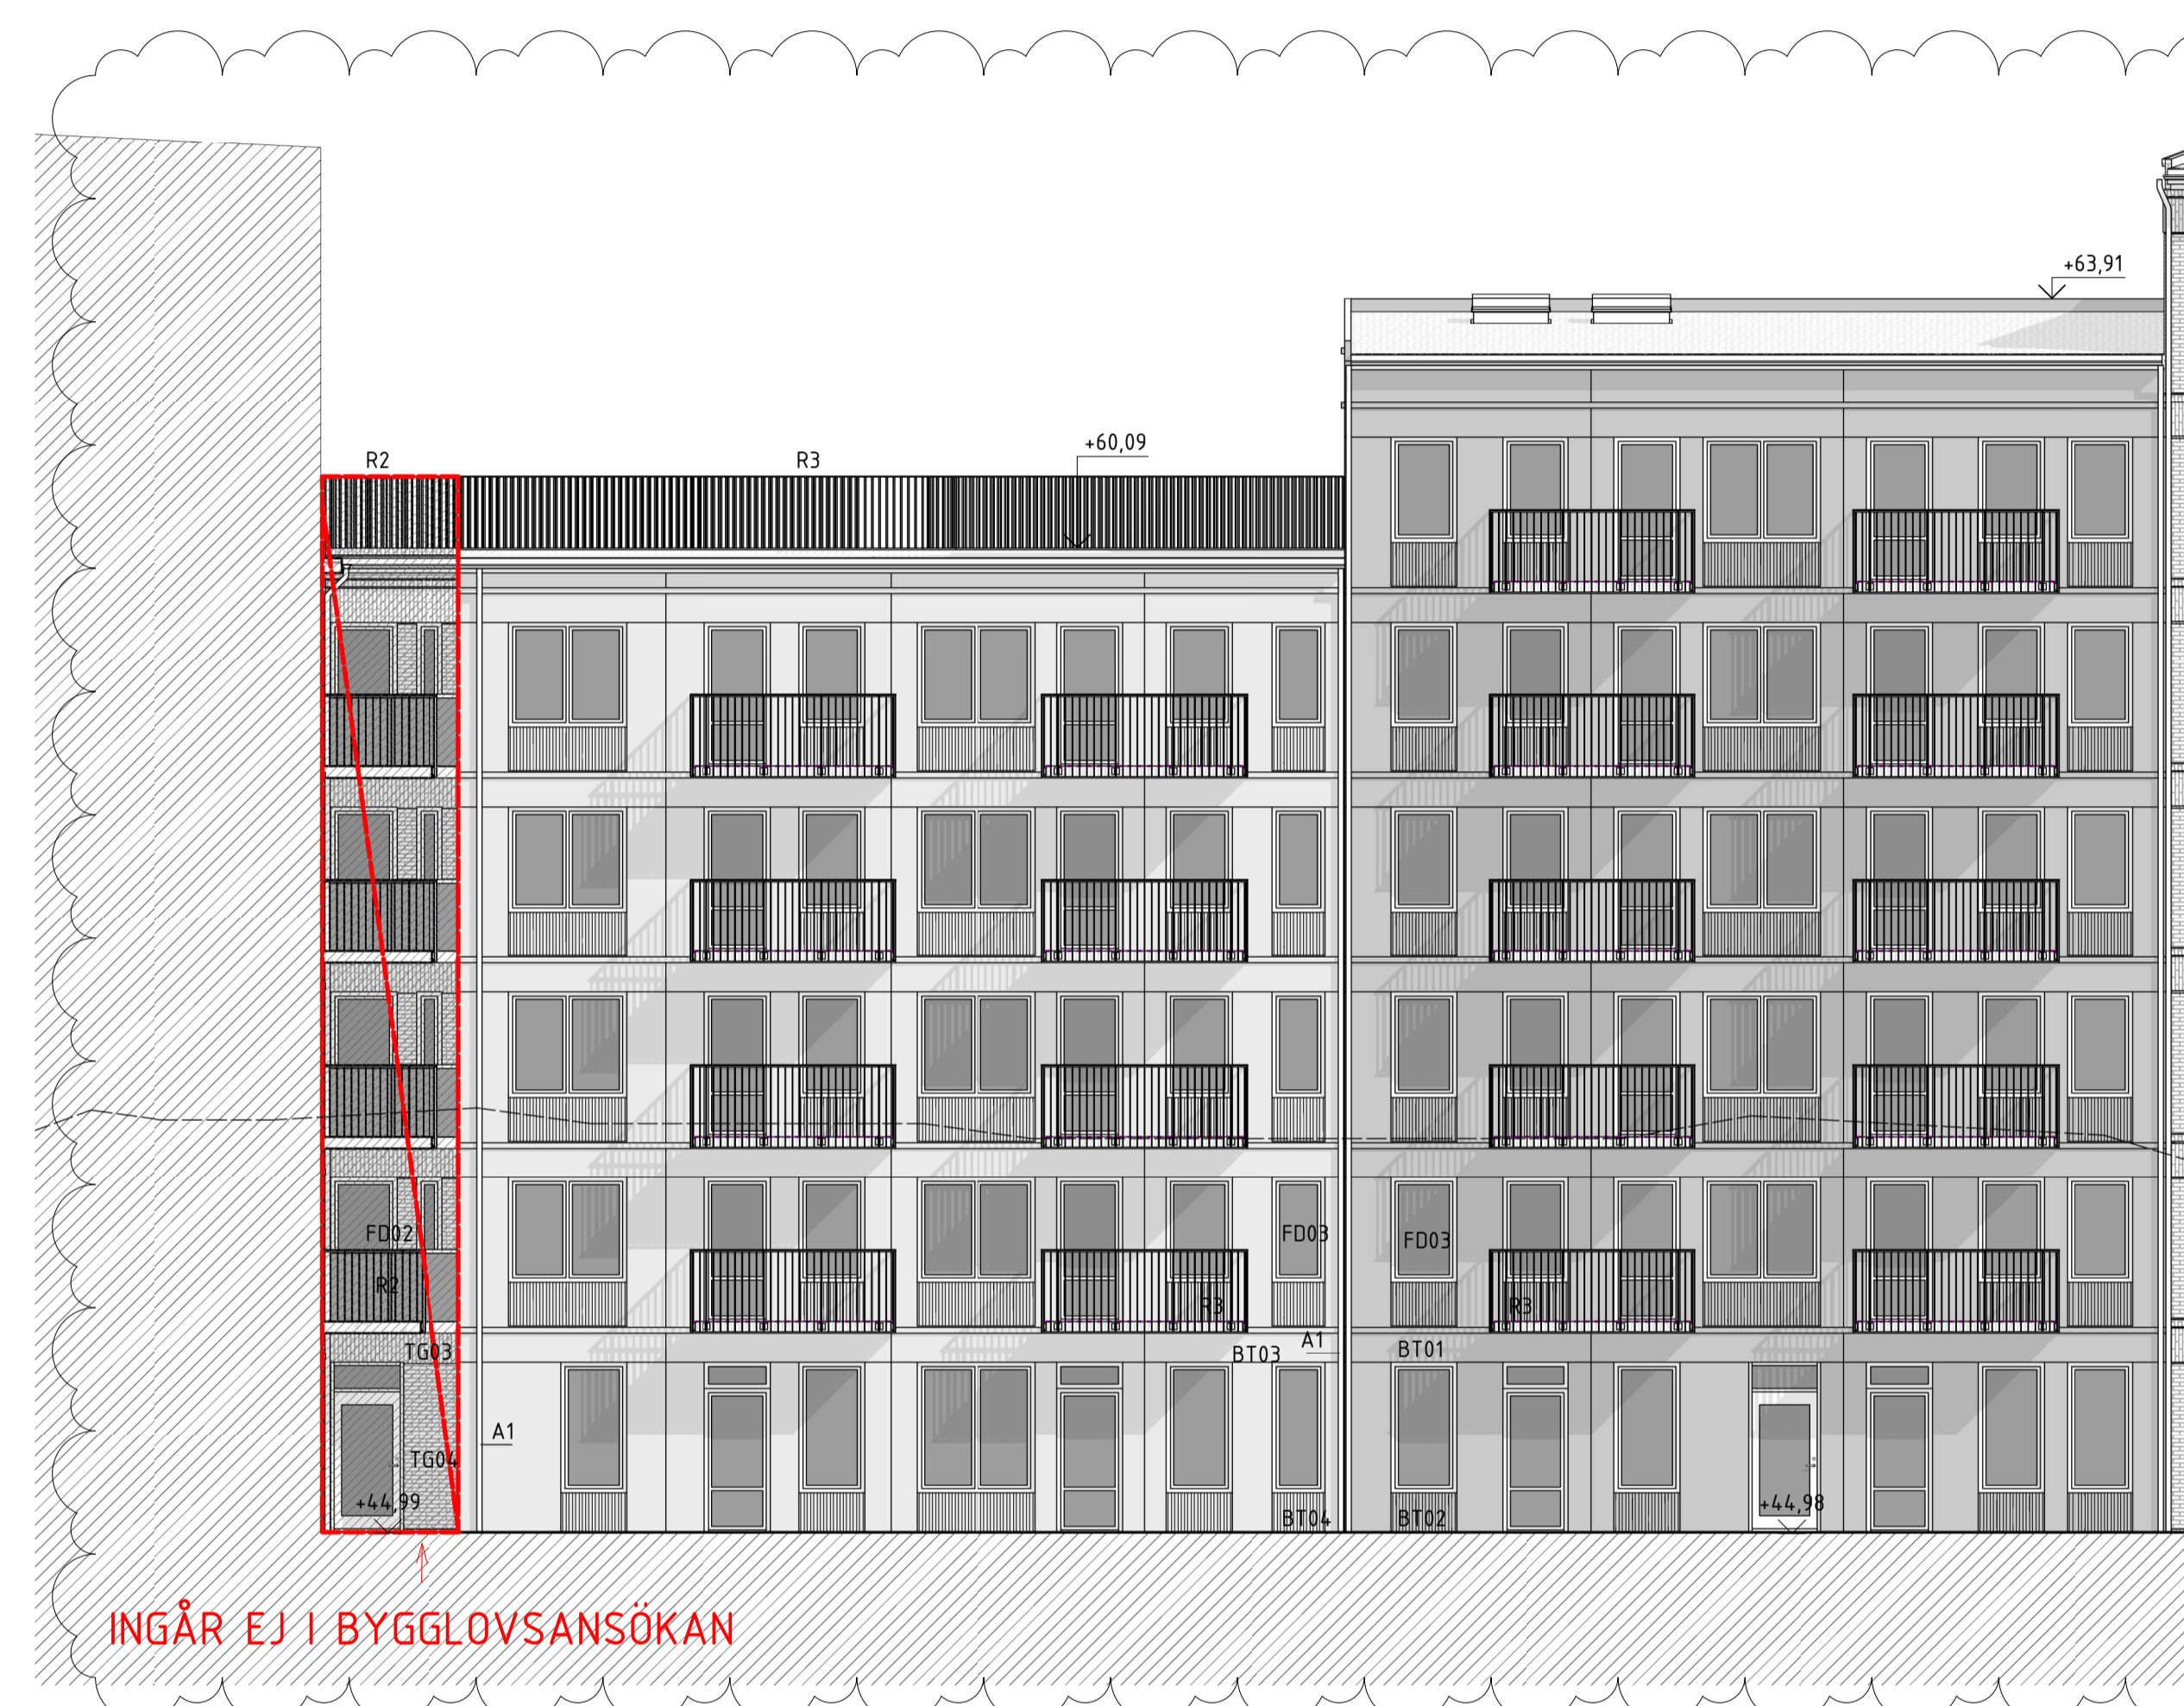 +63,91
+60,09
R2
R3
FD02
FD03
FD03
R2
R3
R3
A1
TG03
BT03
BT01
A1
TG04
+44,99
+44,98
BT04
BT02
INGÅR EJ I BYGGLOVSANSÖKAN